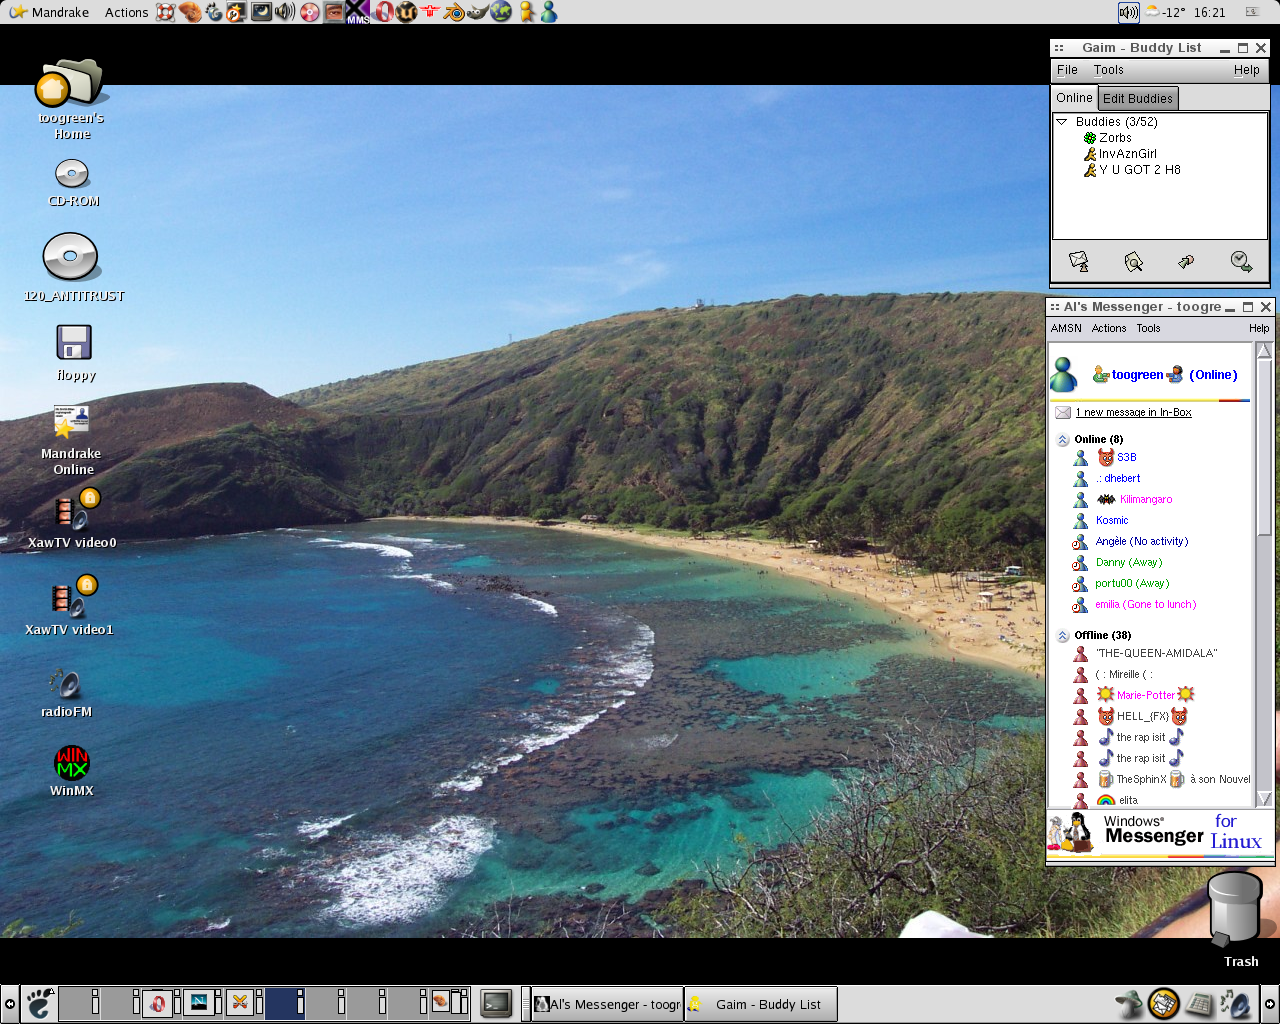 Mandrake Actions
MMS
-12° 16:21
toogreen's
Home
CD-ROM
120_ANTITRUST
floppy
Mandrake
Online
XawTV video0
XawTV video1
radioFM
WIN
MX
WinMX
Gaim - Buddy List
File Tools Help
Online Edit Buddies
Buddies (3/52)
Zorbs
InvAznGirl
Y U GOT 2 H8
Al's Messenger - toogre
AMSN Actions Tools Help
toogreen (Online)
1 new message in In-Box
Online (8)
S3B
.: dhebert
Kilimangaro
Kosmic
Angèle (No activity)
Danny (Away)
portu00 (Away)
emilia (Gone to lunch)
Offline (38)
"THE-QUEEN-AMIDALA"
( : Mireille ( :
Marie-Potter
HELL_{FX}
the rap isit
the rap isit
TheSphinX à son Nouvel
elita
Windows® for
Messenger Linux
Trash
Al's Messenger - toogr
Gaim - Buddy List